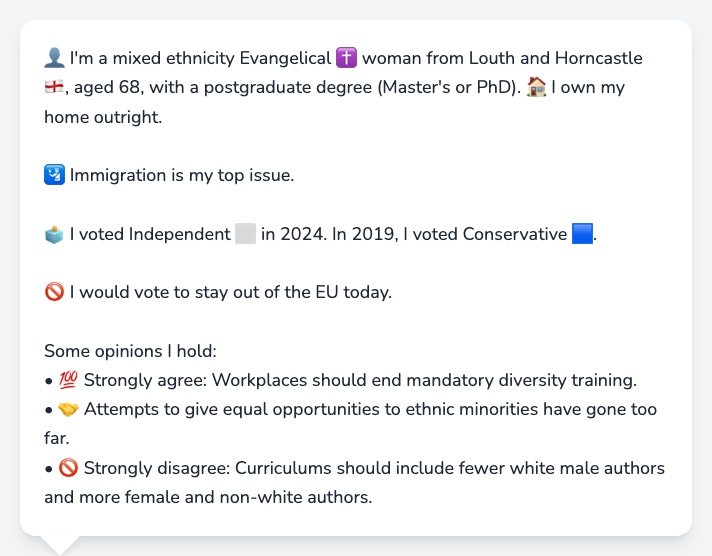 👤 I'm a mixed ethnicity Evangelical ✝️ woman from Louth and Horncastle
🏴󠁧󠁢󠁥󠁮󠁧󠁿, aged 68, with a postgraduate degree (Master's or PhD). 🏠 I own my
home outright.
🛂 Immigration is my top issue.
🗳️ I voted Independent ⬜ in 2024. In 2019, I voted Conservative 🟦.
🚫 I would vote to stay out of the EU today.
Some opinions I hold:
• 💯 Strongly agree: Workplaces should end mandatory diversity training.
• 🤝 Attempts to give equal opportunities to ethnic minorities have gone too
far.
• 🚫 Strongly disagree: Curriculums should include fewer white male authors
and more female and non-white authors.